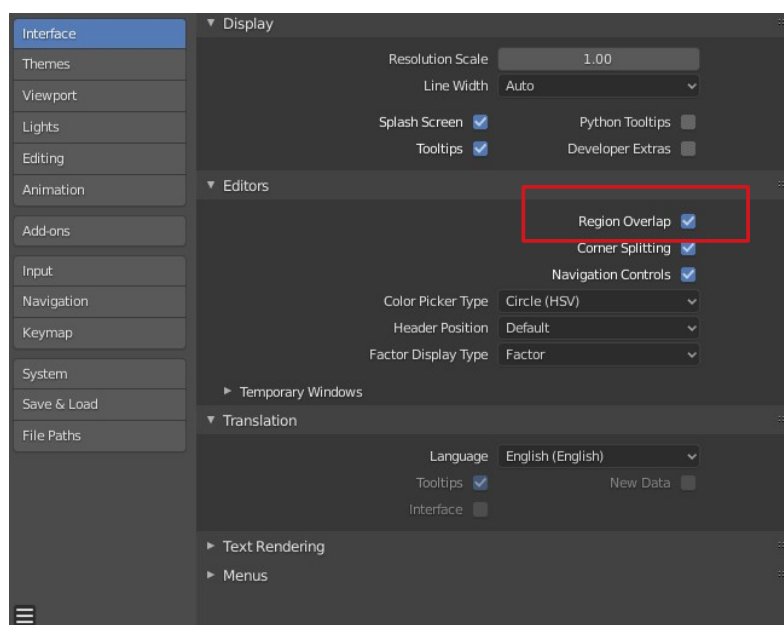 Interface
Themes
Viewport
Lights
Editing
Animation
Add-ons
Input
Navigation
Keymap
System
Save & Load
File Paths
Display
Resolution Scale 1.00
Line Width Auto
Splash Screen Python Tooltips
Tooltips Developer Extras
Editors
Region Overlap
Corner Splitting
Navigation Controls
Color Picker Type Circle (HSV)
Header Position Default
Factor Display Type Factor
Temporary Windows
Translation
Language English (English)
Tooltips New Data
Interface
Text Rendering
Menus